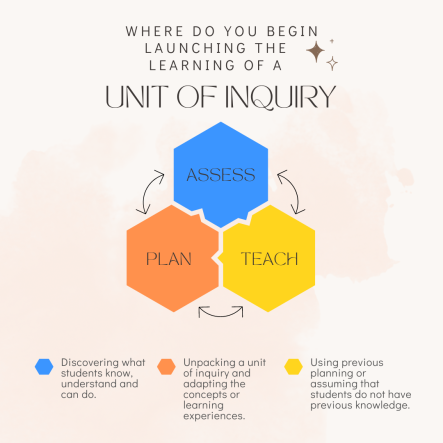 WHERE DO YOU BEGIN
LAUNCHING THE
LEARNING OF A
UNIT OF INQUIRY
ASSESS
PLAN
TEACH
Discovering what
students know,
understand and
can do.
Unpacking a unit
of inquiry and
adapting the
concepts or
learning
experiences.
Using previous
planning or
assuming that
students do not have
previous knowledge.